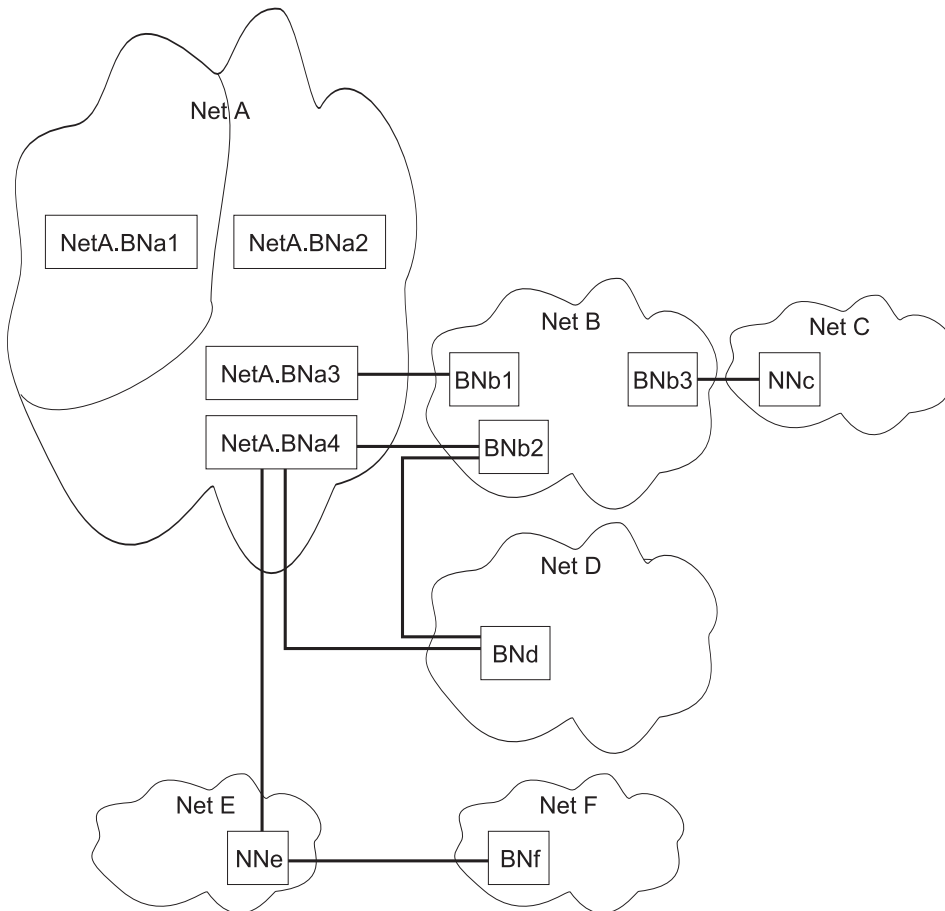 Net A
NetA.BNa1
NetA.BNa2
Net B
Net C
NetA.BNa3
BNb1
BNb3
NNc
NetA.BNa4
BNb2
Net D
BNd
Net E
Net F
NNe
BNf